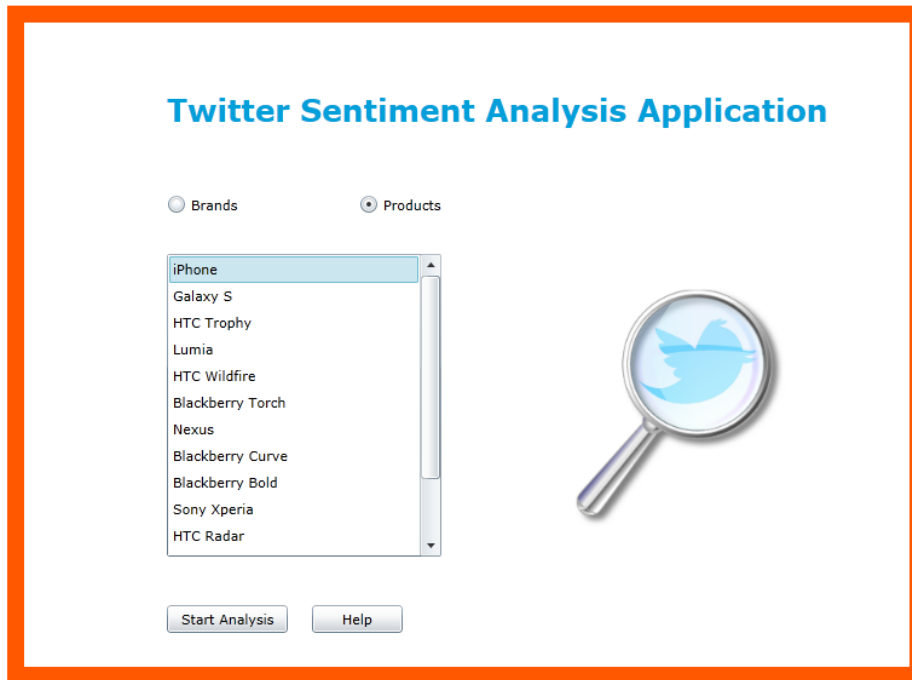 Twitter Sentiment Analysis Application
Brands Products
iPhone
Galaxy S
HTC Trophy
Lumia
HTC Wildfire
Blackberry Torch
Nexus
Blackberry Curve
Blackberry Bold
Sony Xperia
HTC Radar
Start Analysis Help